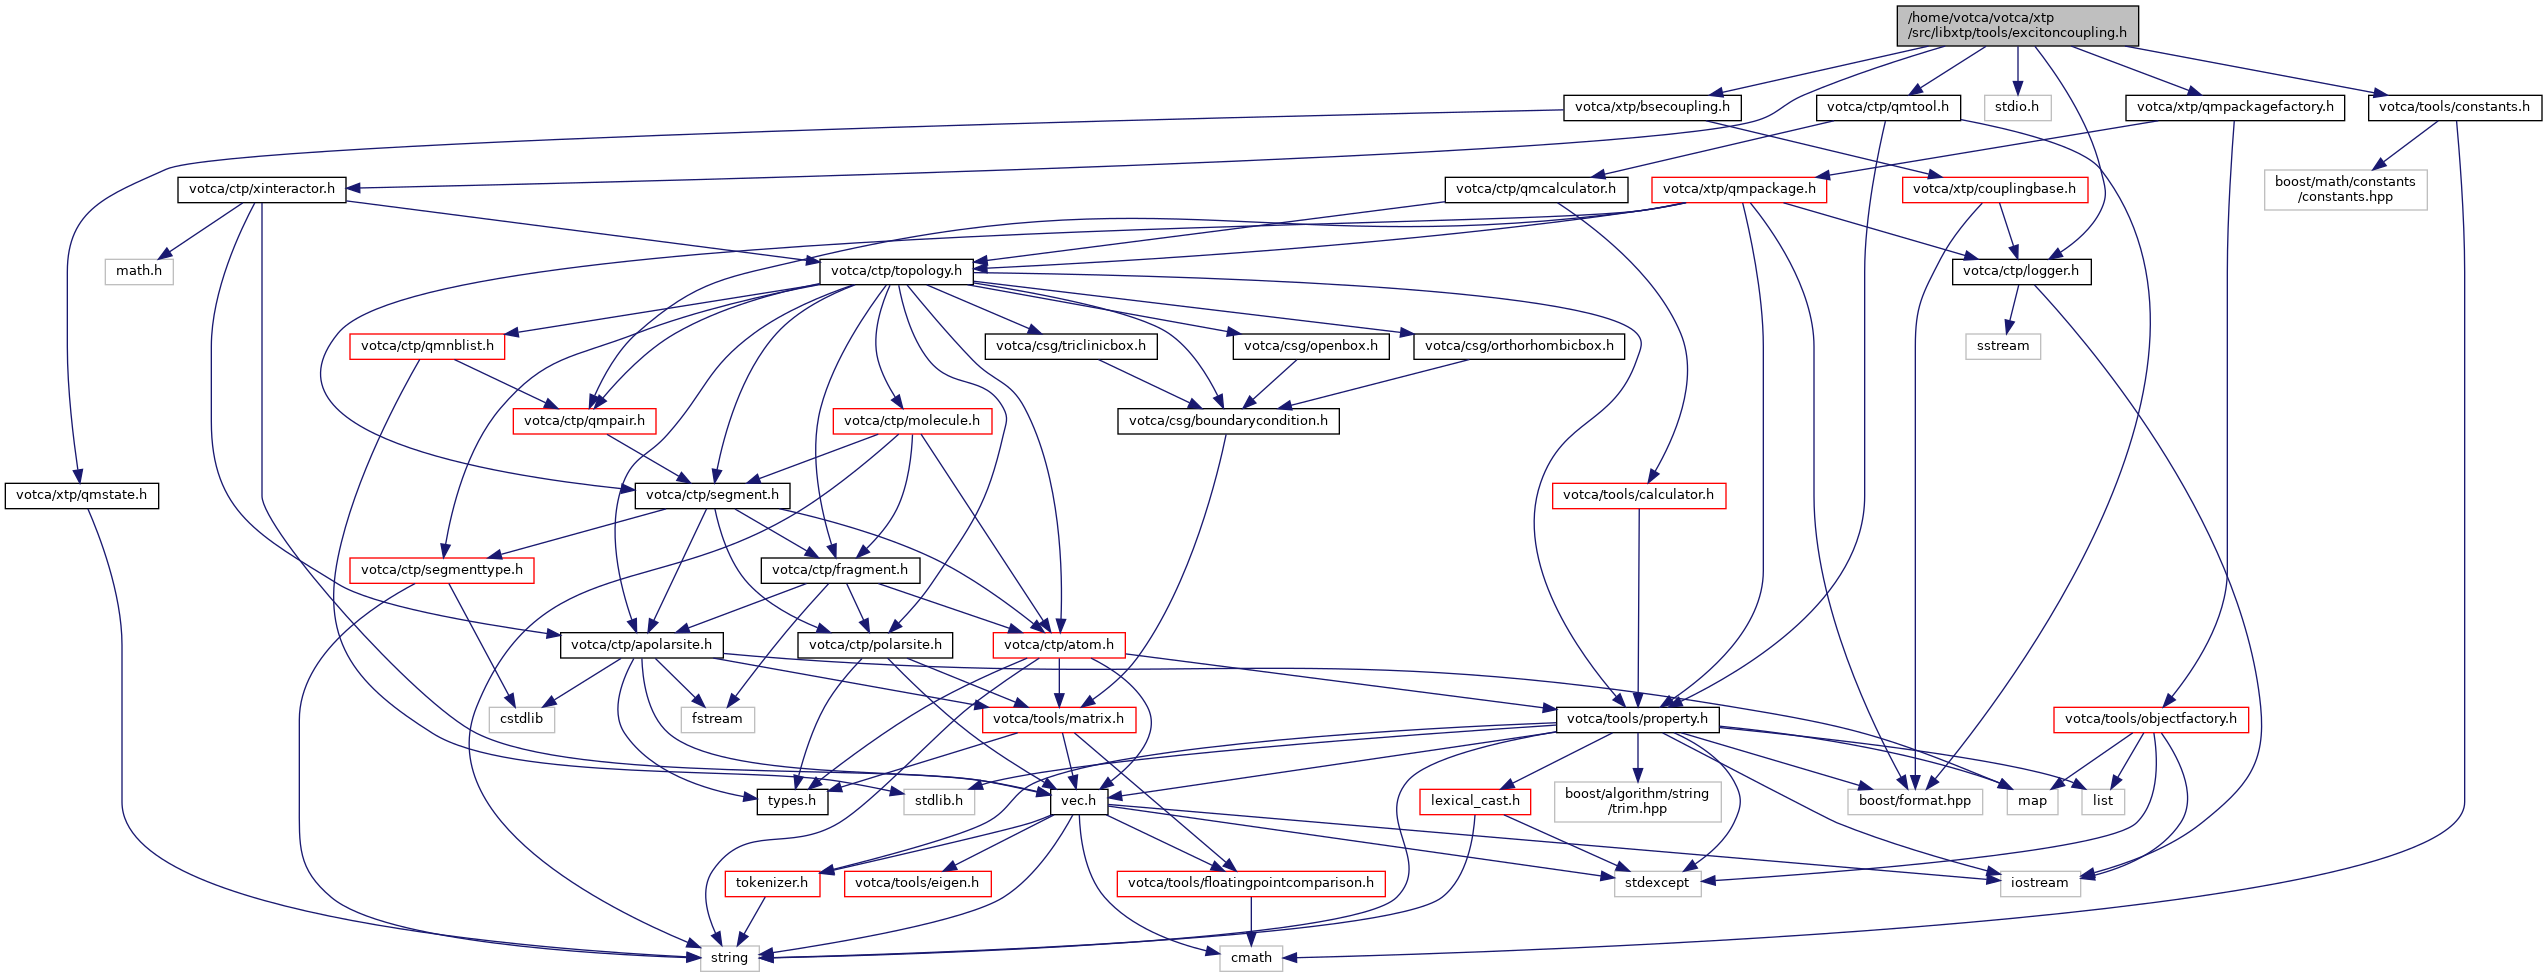 /home/votca/votca/xtp
/src/libxtp/tools/excitoncoupling.h
votca/xtp/bsecoupling.h
votca/ctp/qmtool.h
stdio.h
votca/xtp/qmpackagefactory.h
votca/tools/constants.h
votca/ctp/xinteractor.h
votca/ctp/qmcalculator.h
votca/xtp/qmpackage.h
votca/xtp/couplingbase.h
boost/math/constants
/constants.hpp
math.h
votca/ctp/topology.h
votca/ctp/logger.h
votca/ctp/qmnblist.h
votca/csg/triclinicbox.h
votca/csg/openbox.h
votca/csg/orthorhombicbox.h
sstream
votca/ctp/qmpair.h
votca/ctp/molecule.h
votca/csg/boundarycondition.h
votca/xtp/qmstate.h
votca/ctp/segment.h
votca/tools/calculator.h
votca/ctp/segmenttype.h
votca/ctp/fragment.h
votca/ctp/apolarsite.h
votca/ctp/polarsite.h
votca/ctp/atom.h
cstdlib
fstream
votca/tools/matrix.h
votca/tools/property.h
votca/tools/objectfactory.h
types.h
stdlib.h
vec.h
lexical_cast.h
boost/algorithm/string
/trim.hpp
boost/format.hpp
map
list
tokenizer.h
votca/tools/eigen.h
votca/tools/floatingpointcomparison.h
stdexcept
iostream
string
cmath